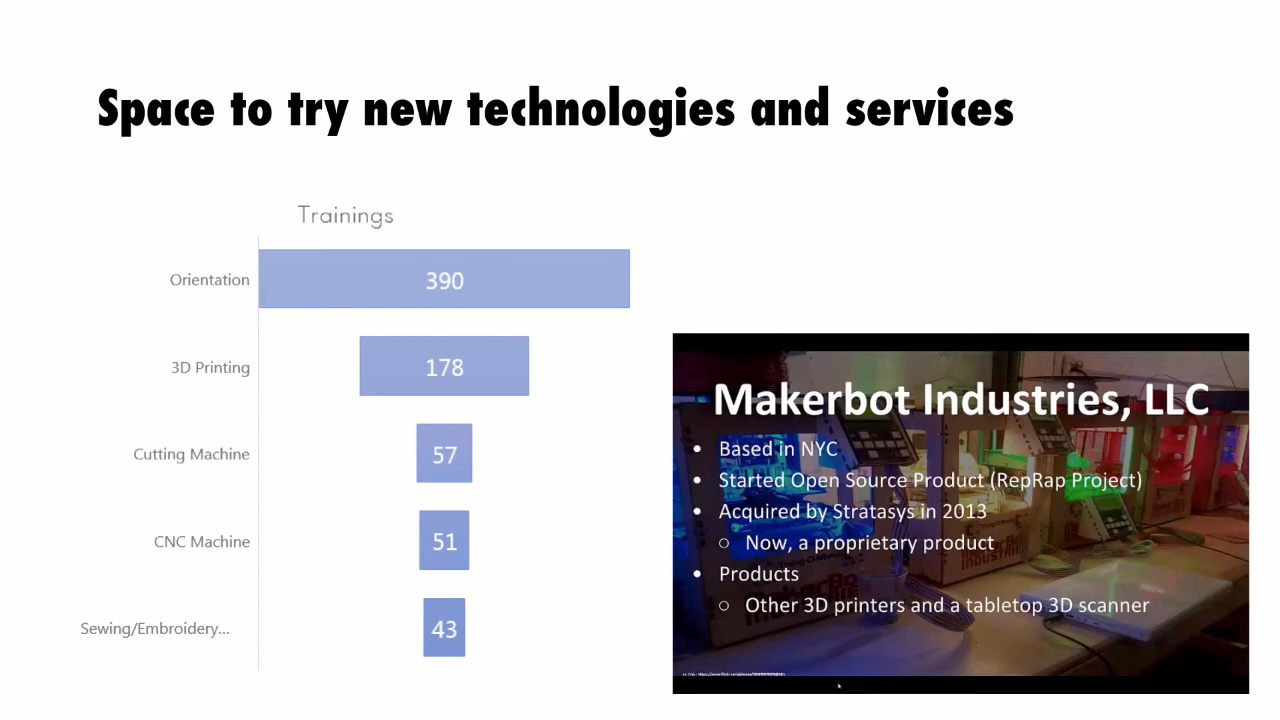 Space to try new technologies and services
Trainings
Orientation
390
3D Printing
178
Cutting Machine
57
CNC Machine
51
Sewing/Embroidery...
43
Makerbot Industries, LLC
• Based in NYC
• Started Open Source Product (RepRap Project)
• Acquired by Stratasys in 2013
○ Now, a proprietary product
• Products
○ Other 3D printers and a tabletop 3D scanner